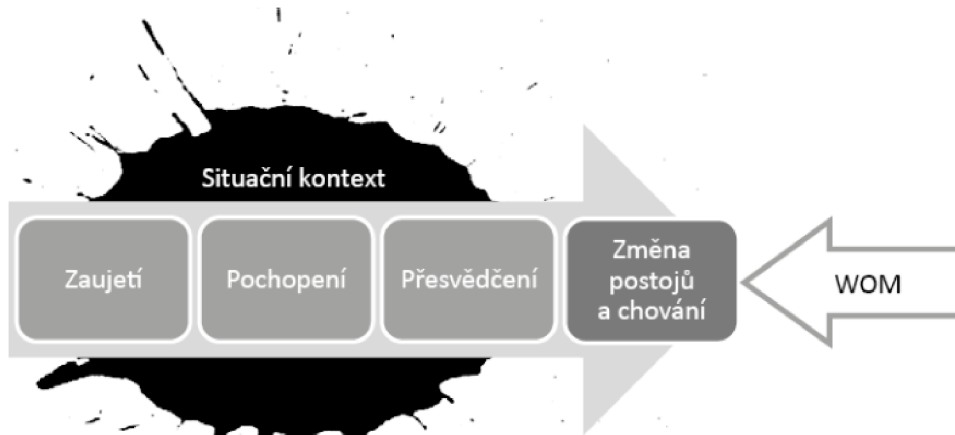 Situační kontext
Zaujetí
Pochopení
Přesvědčení
Změna
postojů
a chování
WOM